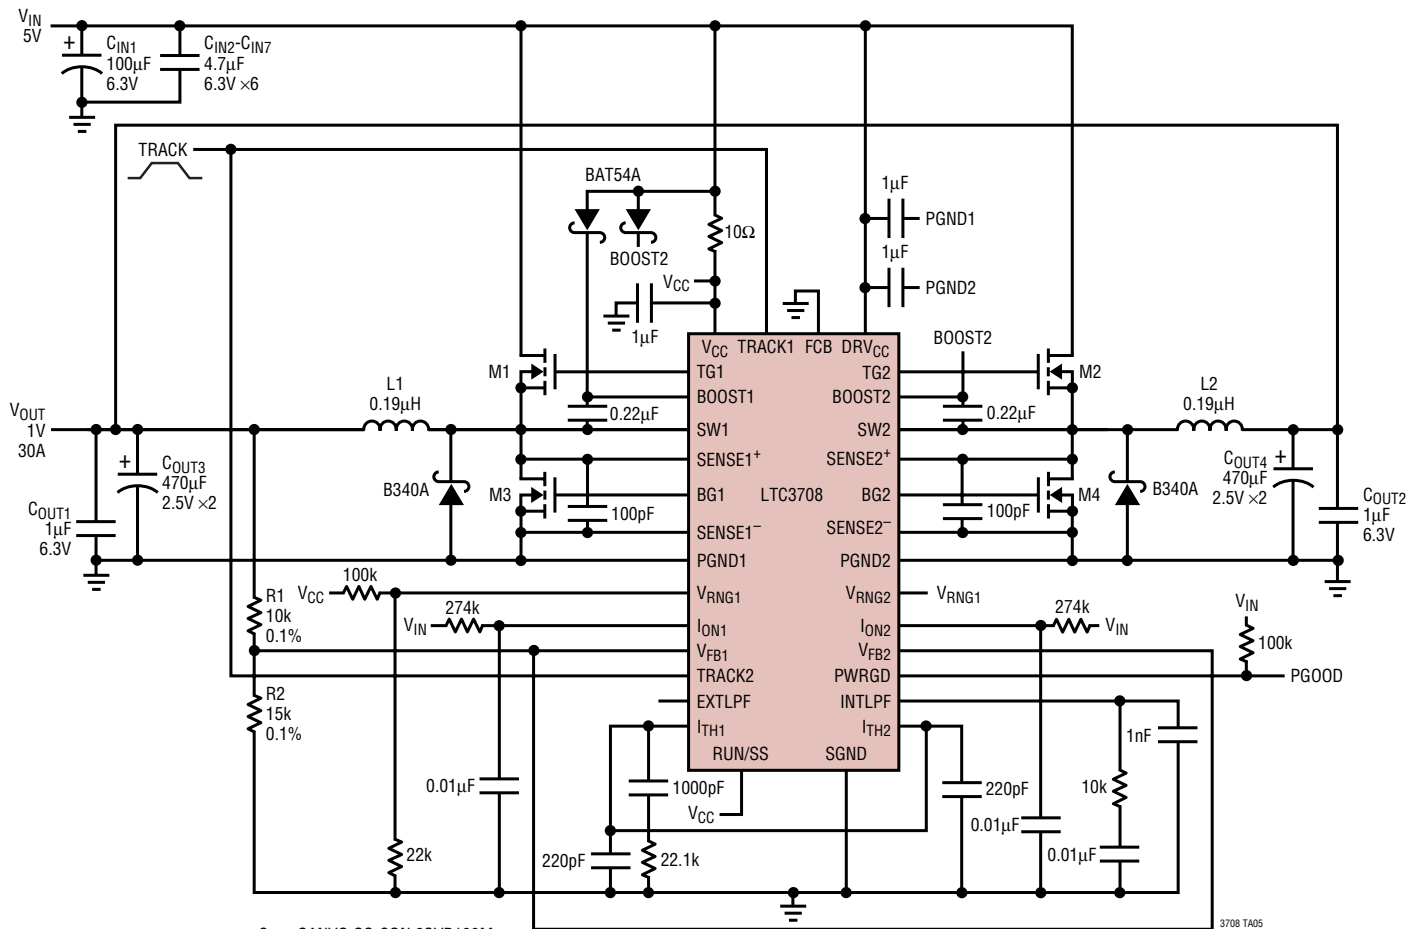 VIN
5V
CIN1
100µF
6.3V
CIN2-CIN7
4.7µF
6.3V ×6
TRACK
BAT54A
BOOST2
10Ω
VCC
1µF
1µF
PGND1
1µF
PGND2
BOOST2
VCC TRACK1 FCB DRVCC
M1
TG1
TG2
M2
L1
0.19µH
BOOST1
BOOST2
L2
0.19µH
0.22µF
0.22µF
VOUT
1V
30A
SW1
SW2
SENSE1+
SENSE2+
COUT3
470µF
2.5V ×2
B340A
M3
BG1
LTC3708
BG2
M4
B340A
COUT4
470µF
2.5V ×2
100pF
100pF
COUT1
1µF
6.3V
COUT2
1µF
6.3V
SENSE1−
SENSE2−
PGND1
PGND2
100k
VCC
VRNG1
VRNG2
VRNG1
R1
10k
0.1%
274k
VIN
ION1
ION2
274k
VIN
VIN
100k
VFB1
VFB2
TRACK2
PWRGD
PGOOD
R2
15k
0.1%
EXTLPF
INTLPF
ITH1
ITH2
1nF
RUN/SS
SGND
0.01µF
1000pF
220pF
10k
VCC
0.01µF
22k
220pF
22.1k
0.01µF
3708 TA05